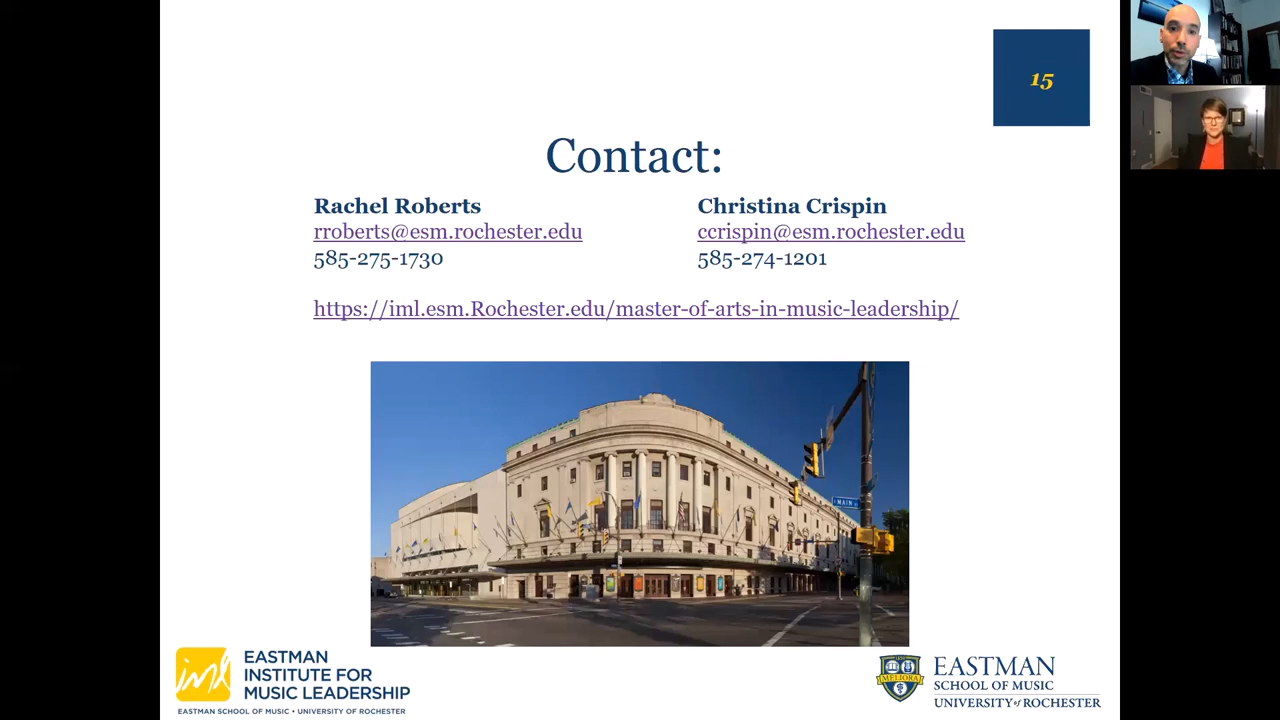 15
Contact:
Rachel Roberts
rroberts@esm.rochester.edu
585-275-1730
Christina Crispin
ccrispin@esm.rochester.edu
585-274-1201
https://iml.esm.Rochester.edu/master-of-arts-in-music-leadership/
MAIN
iml
EASTMAN
INSTITUTE FOR
MUSIC LEADERSHIP
EASTMAN SCHOOL OF MUSIC • UNIVERSITY OF ROCHESTER
MELIORA
EASTMAN
SCHOOL OF MUSIC
UNIVERSITY of ROCHESTER